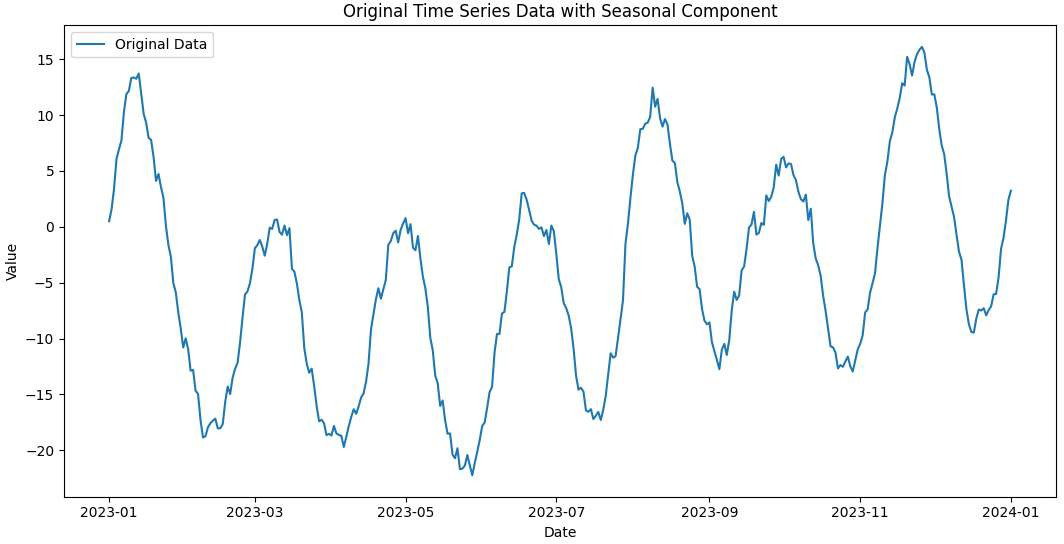 Original Time Series Data with Seasonal Component
Original Data
15
10
5
0
−5
−10
−15
−20
Value
2023-01 2023-03 2023-05 2023-07 2023-09 2023-11 2024-01
Date